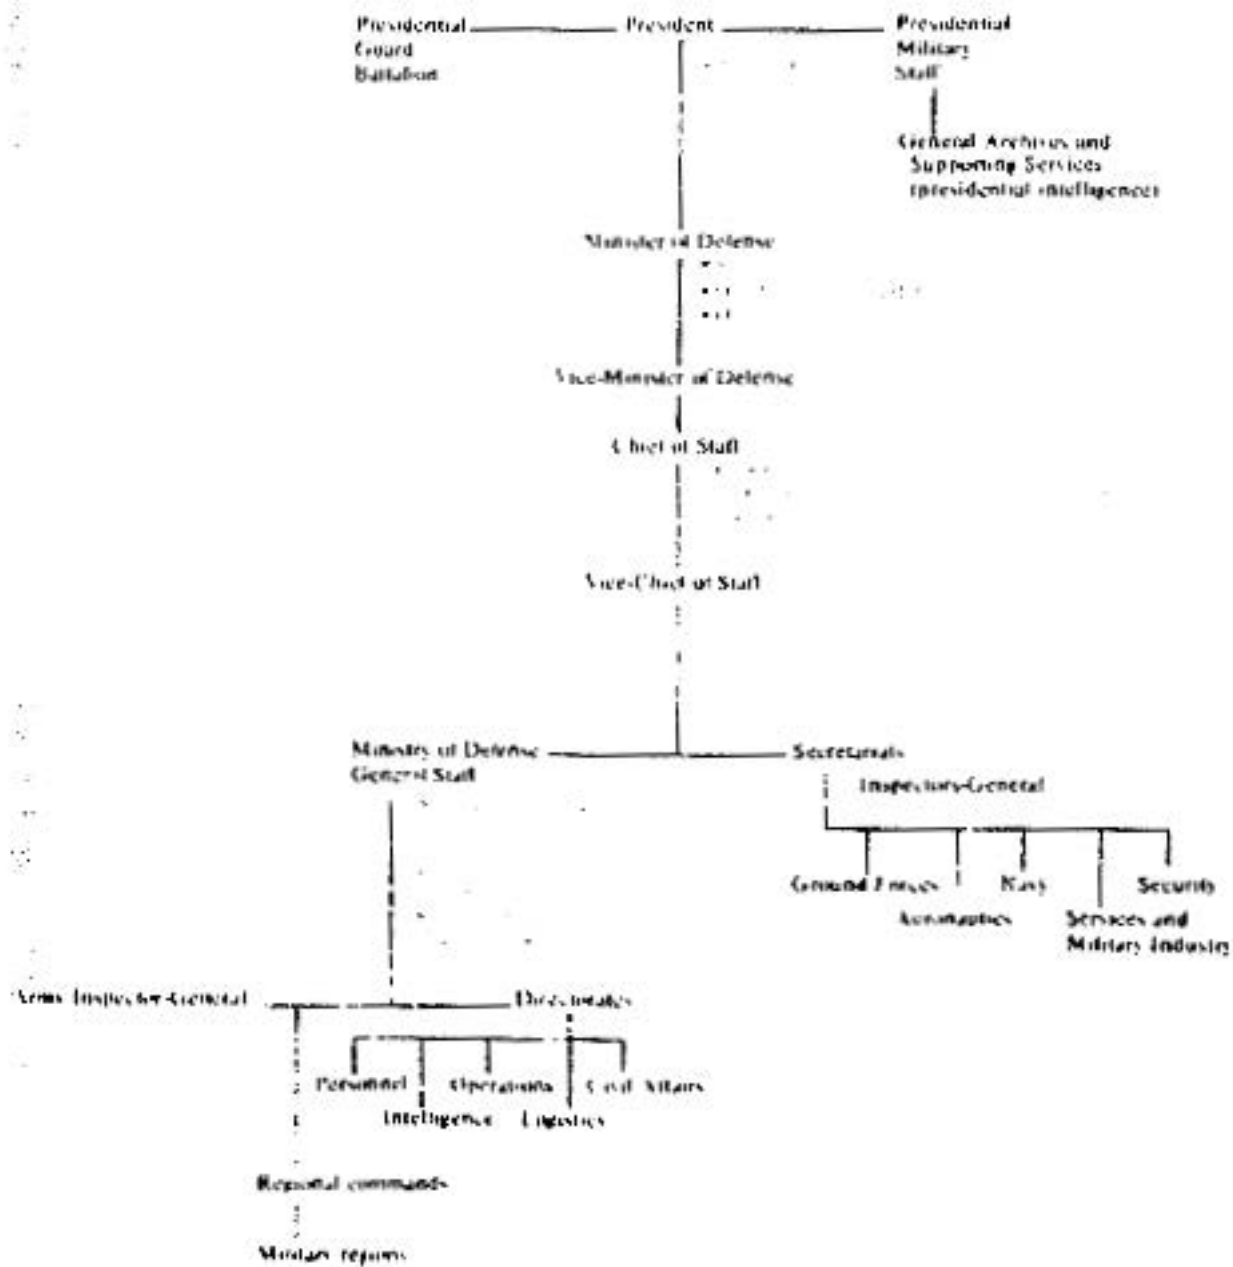 Presidential
Guard
Battalion
President
Presidential
Military
Staff
General Archives and
Supporting Services
(presidential intelligence)
Minister of Defense
Vice-Minister of Defense
Chief of Staff
Vice-Chief of Staff
Ministry of Defense
General Staff
Secretariats
Inspectors-General
Ground Forces
Navy
Security
Aeronautics
Services and
Military Industry
Arms Inspector-General
Directorates
Personnel
Operations
Civil Affairs
Intelligence
Logistics
Regional commands
Military regions